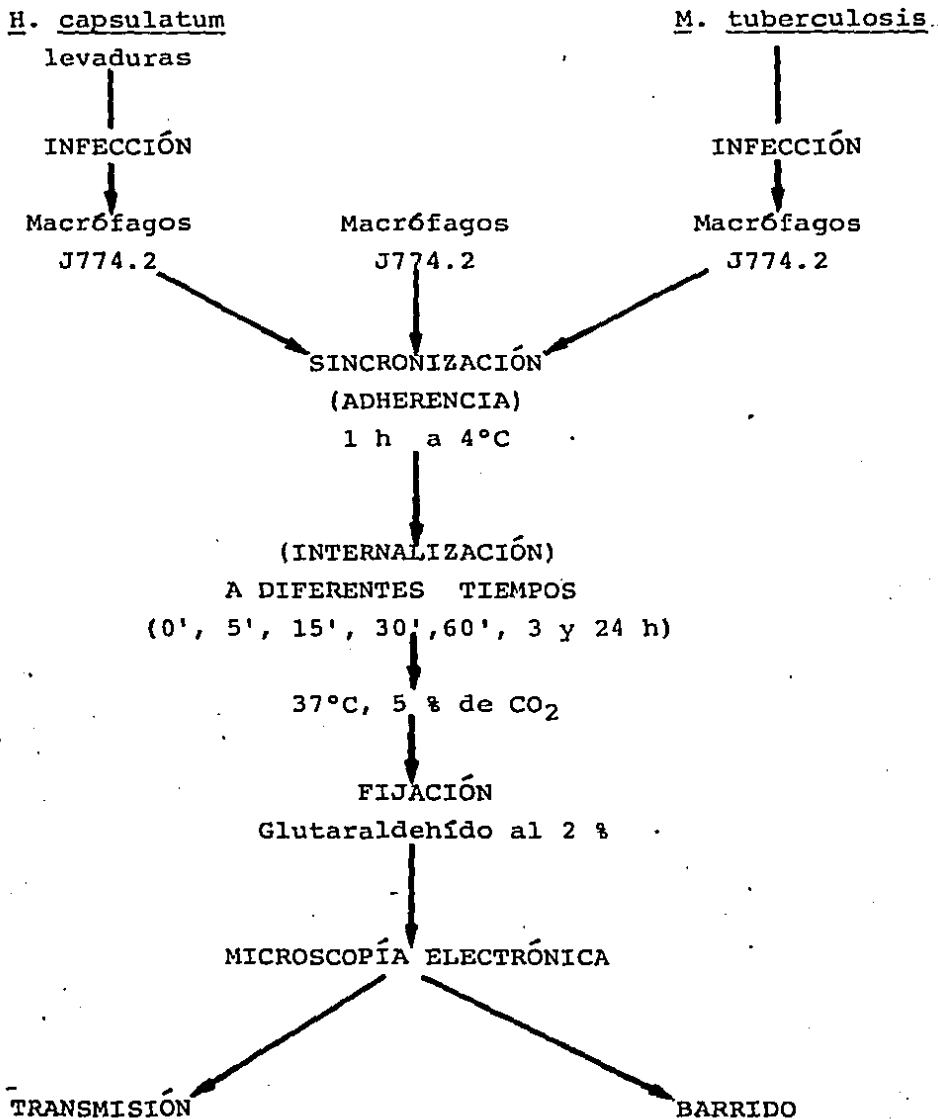 H. capsulatum
M. tuberculosis
levaduras
INFECCIÓN
INFECCIÓN
Macrófagos
Macrófagos
Macrófagos
J774.2
J774.2
J774.2
SINCRONIZACIÓN
(ADHERENCIA)
1 h a 4°C
(INTERNALIZACIÓN)
A DIFERENTES TIEMPOS
(0', 5', 15', 30',60', 3 y 24 h)
37°C, 5 % de CO2
FIJACIÓN
Glutaraldehído al 2 %
MICROSCOPÍA ELECTRÓNICA
TRANSMISIÓN
BARRIDO